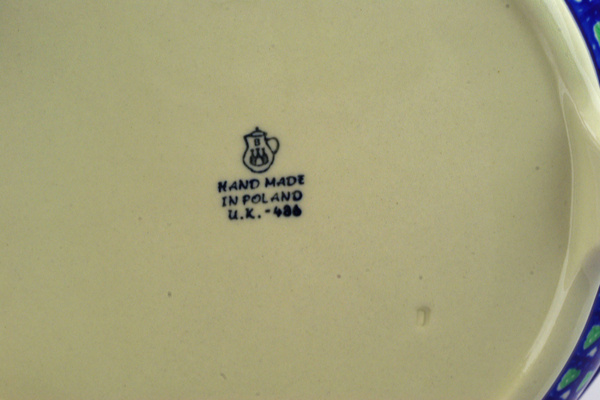 B
HAND MADE
IN POLAND
U.K.-486